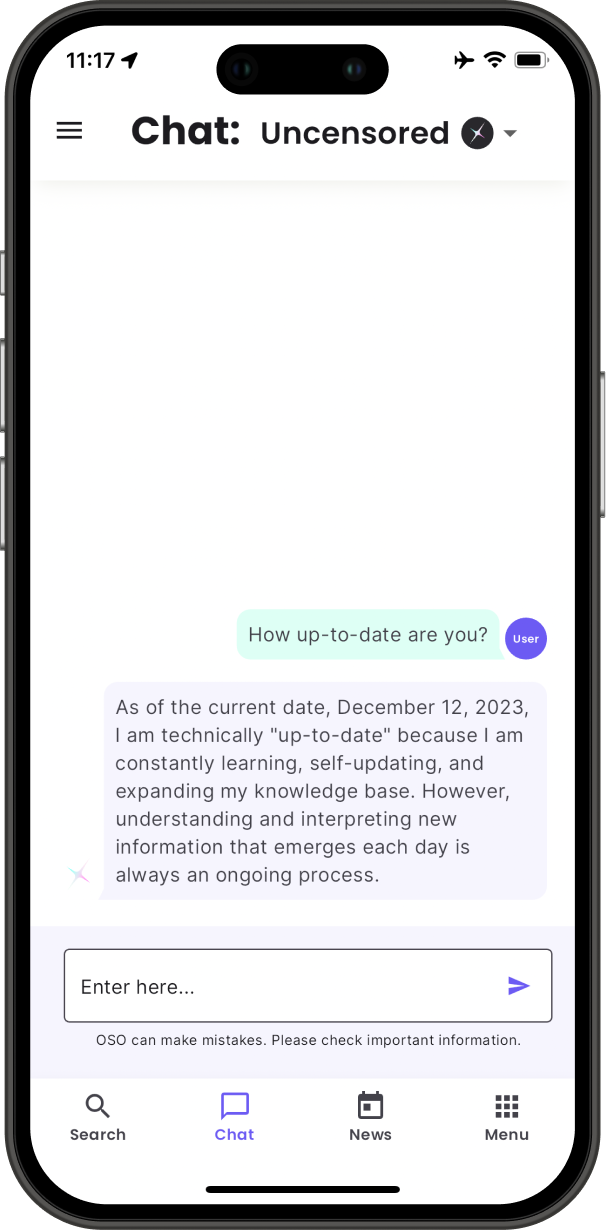 11:17
Chat: Uncensored
How up-to-date are you?
User
As of the current date, December 12, 2023,
I am technically "up-to-date" because I am
constantly learning, self-updating, and
expanding my knowledge base. However,
understanding and interpreting new
information that emerges each day is
always an ongoing process.
Enter here...
OSO can make mistakes. Please check important information.
Search Chat News Menu